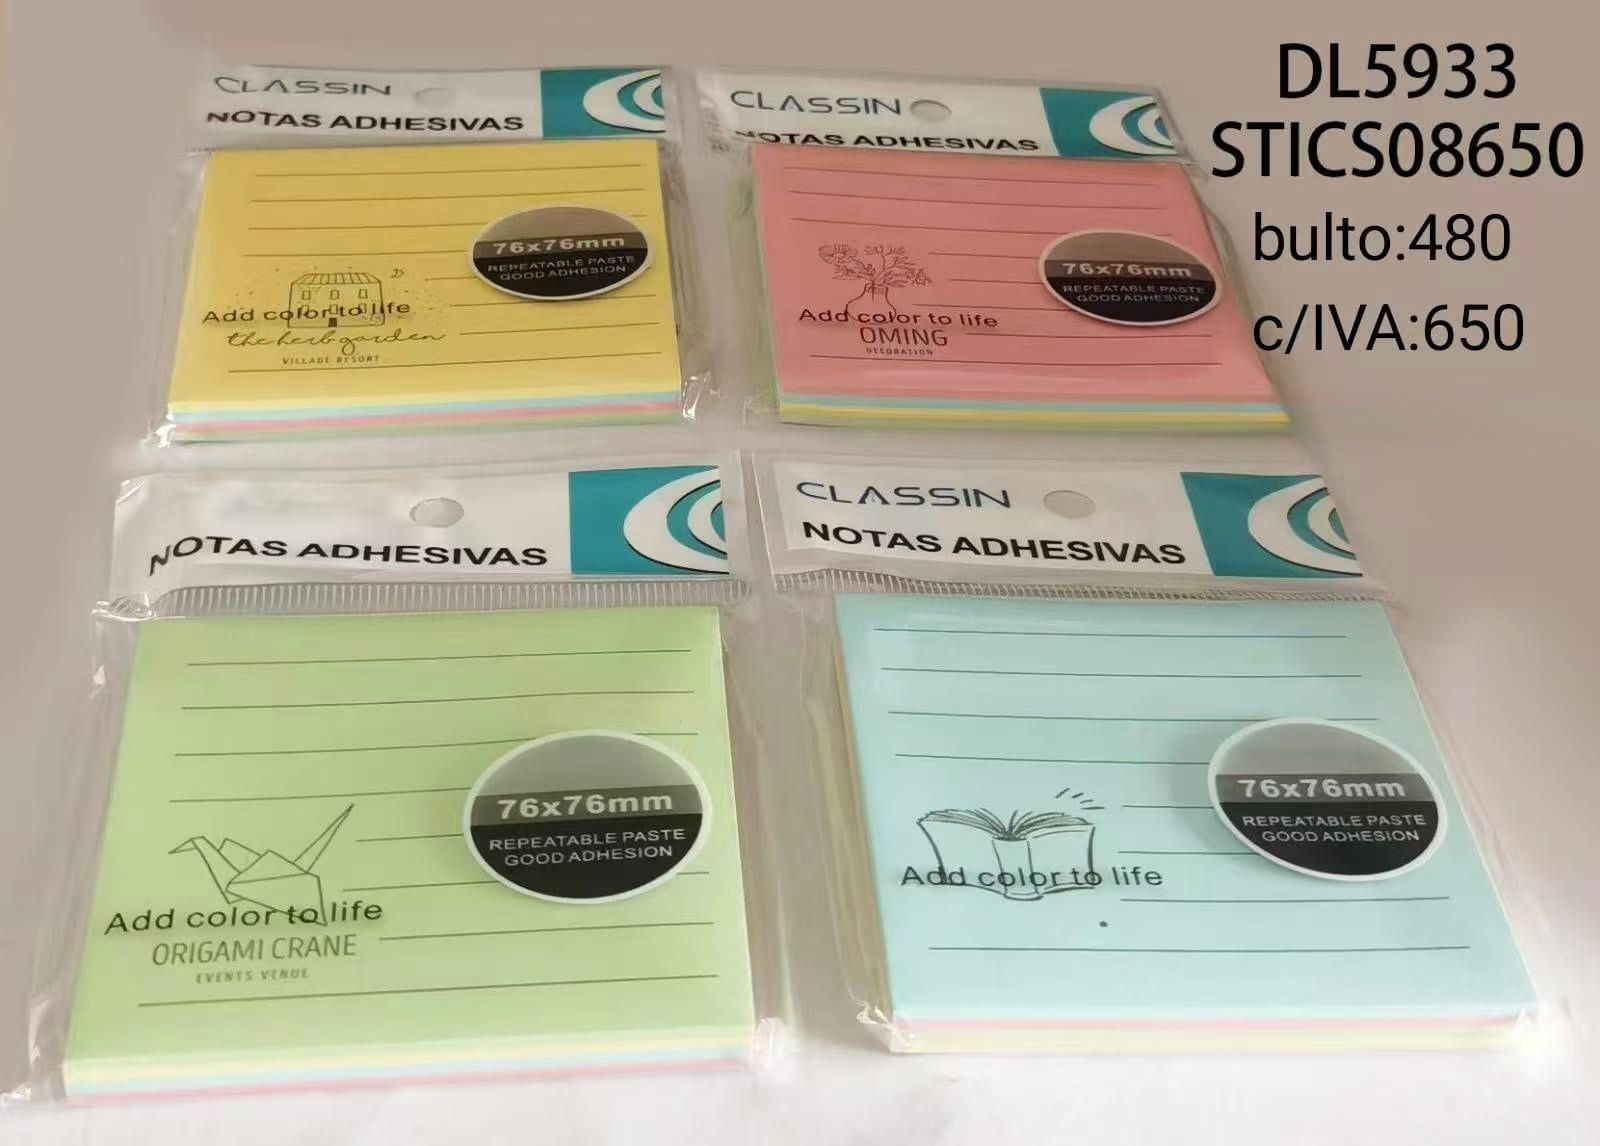 DL5933
STICS08650
bulto:480
c/IVA:650
CLASSIN
NOTAS ADHESIVAS
76x76mm
REPEATABLE PASTE
GOOD ADHESION
Add color to life
the herb garden
VILLAGE RESORT
CLASSIN
NOTAS ADHESIVAS
76x76mm
REPEATABLE PASTE
GOOD ADHESION
Add color to life
OMING
DECORATION
NOTAS ADHESIVAS
76x76mm
REPEATABLE PASTE
GOOD ADHESION
Add color to life
ORIGAMI CRANE
EVENTS VENUE
CLASSIN
NOTAS ADHESIVAS
76x76mm
REPEATABLE PASTE
GOOD ADHESION
Add color to life